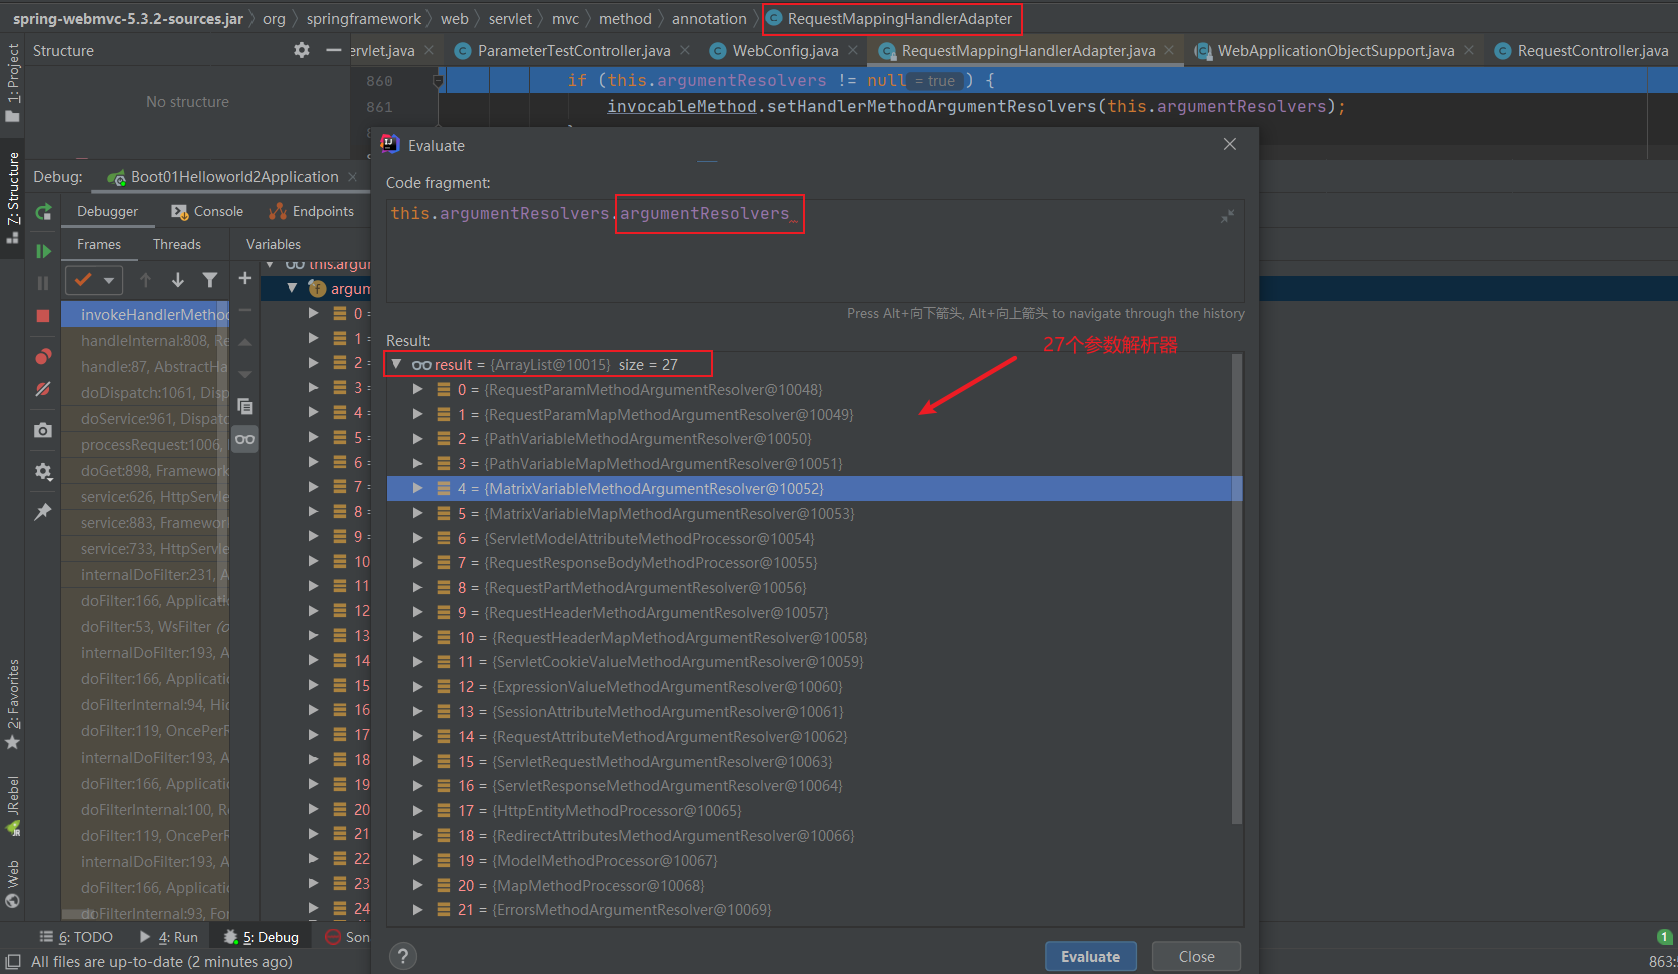 spring-webmvc-5.3.2-sources.jar org springframework web servlet mvc method annotation RequestMappingHandlerAdapter
Structure
ervlet.java ParameterTestController.java WebConfig.java RequestMappingHandlerAdapter.java WebApplicationObjectSupport.java RequestController.java
1: Project
No structure
860 if (this.argumentResolvers != null = true ) {
861 invocableMethod.setHandlerMethodArgumentResolvers(this.argumentResolvers);
Z: Structure
Debug: Boot01Helloworld2Application
Debugger Console Endpoints
Frames Threads Variables
this.argu
argum
invokeHandlerMethod
handleInternal:808, Re
handle:87, AbstractHa
doDispatch:1061, Disp
doService:961, Dispatc
processRequest:1006,
doGet:898, Framework
service:626, HttpServle
service:883, Framewor
service:733, HttpServle
internalDoFilter:231, A
doFilter:166, Applicatio
doFilter:53, WsFilter (o
internalDoFilter:193, A
doFilter:166, Applicatio
doFilterInternal:94, Hid
doFilter:119, OncePerR
internalDoFilter:193, A
doFilter:166, Applicatio
doFilterInternal:100, Re
doFilter:119, OncePerR
internalDoFilter:193, A
doFilter:166, Applicatio
doFilterInternal:93, For
0 =
1 =
2 =
3 =
4 =
5 =
6 =
7 =
8 =
9 =
10
11
12
13
14
15
16
17
18
19
20
21
22
23
24
Evaluate
Code fragment:
this.argumentResolvers.argumentResolvers
Press Alt+向下箭头, Alt+向上箭头 to navigate through the history
Result:
27个参数解析器
result = {ArrayList@10015} size = 27
0 = {RequestParamMethodArgumentResolver@10048}
1 = {RequestParamMapMethodArgumentResolver@10049}
2 = {PathVariableMethodArgumentResolver@10050}
3 = {PathVariableMapMethodArgumentResolver@10051}
4 = {MatrixVariableMethodArgumentResolver@10052}
5 = {MatrixVariableMapMethodArgumentResolver@10053}
6 = {ServletModelAttributeMethodProcessor@10054}
7 = {RequestResponseBodyMethodProcessor@10055}
8 = {RequestPartMethodArgumentResolver@10056}
9 = {RequestHeaderMethodArgumentResolver@10057}
10 = {RequestHeaderMapMethodArgumentResolver@10058}
11 = {ServletCookieValueMethodArgumentResolver@10059}
12 = {ExpressionValueMethodArgumentResolver@10060}
13 = {SessionAttributeMethodArgumentResolver@10061}
14 = {RequestAttributeMethodArgumentResolver@10062}
15 = {ServletRequestMethodArgumentResolver@10063}
16 = {ServletResponseMethodArgumentResolver@10064}
17 = {HttpEntityMethodProcessor@10065}
18 = {RedirectAttributesMethodArgumentResolver@10066}
19 = {ModelMethodProcessor@10067}
20 = {MapMethodProcessor@10068}
21 = {ErrorsMethodArgumentResolver@10069}
Evaluate Close
2: Favorites
JRebel
Web
6: TODO 4: Run 5: Debug Son
All files are up-to-date (2 minutes ago)
1
863: